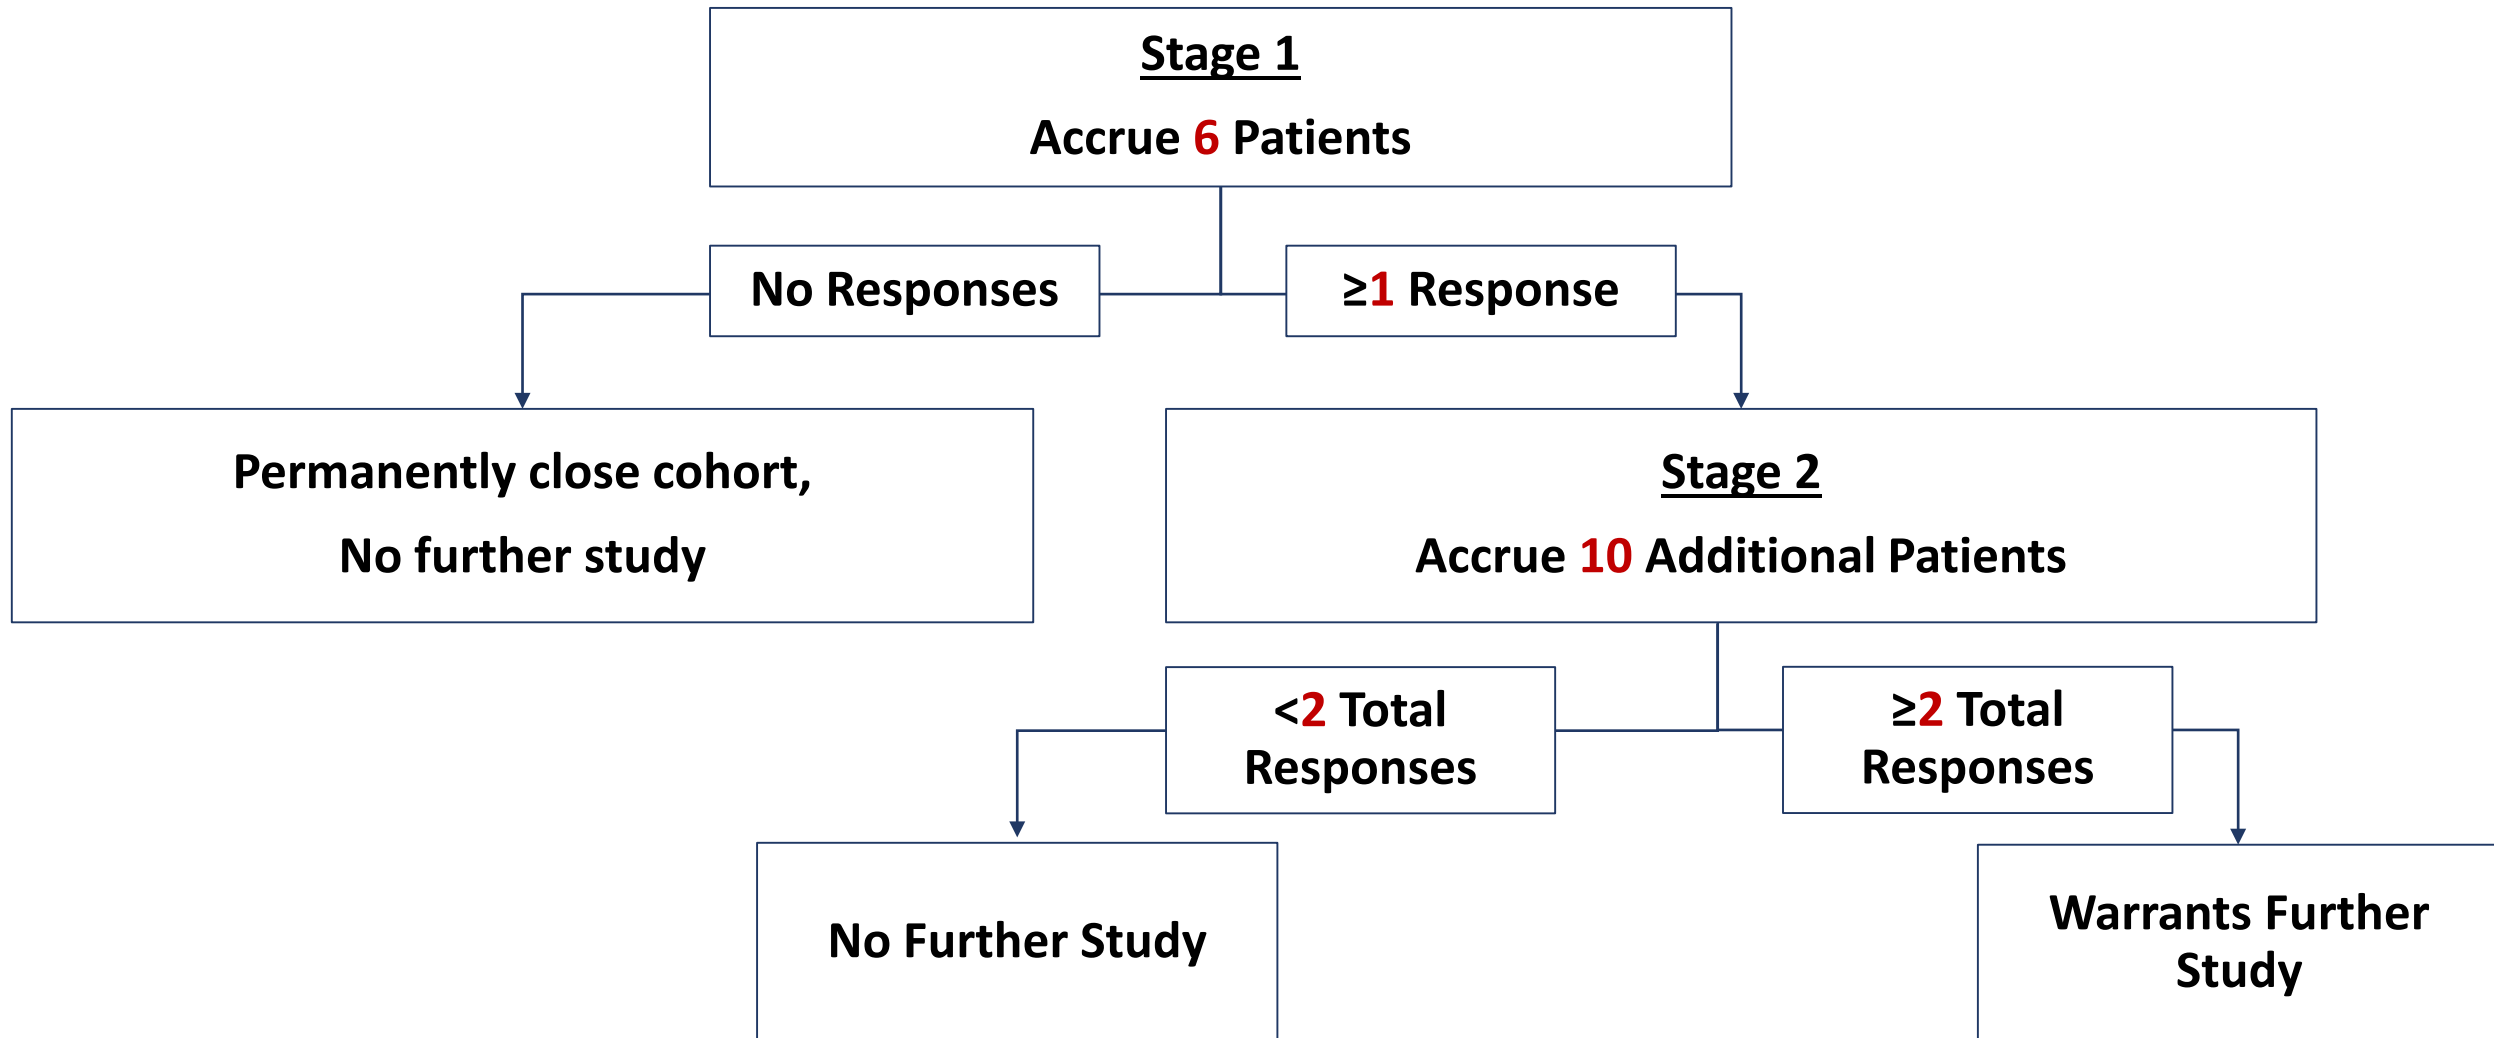 Stage 1
Accrue 6 Patients
No Responses
≥1 Response
Permanently close cohort,
No further study
Stage 2
Accrue 10 Additional Patients
<2 Total
Responses
≥2 Total
Responses
No Further Study
Warrants Further
Study